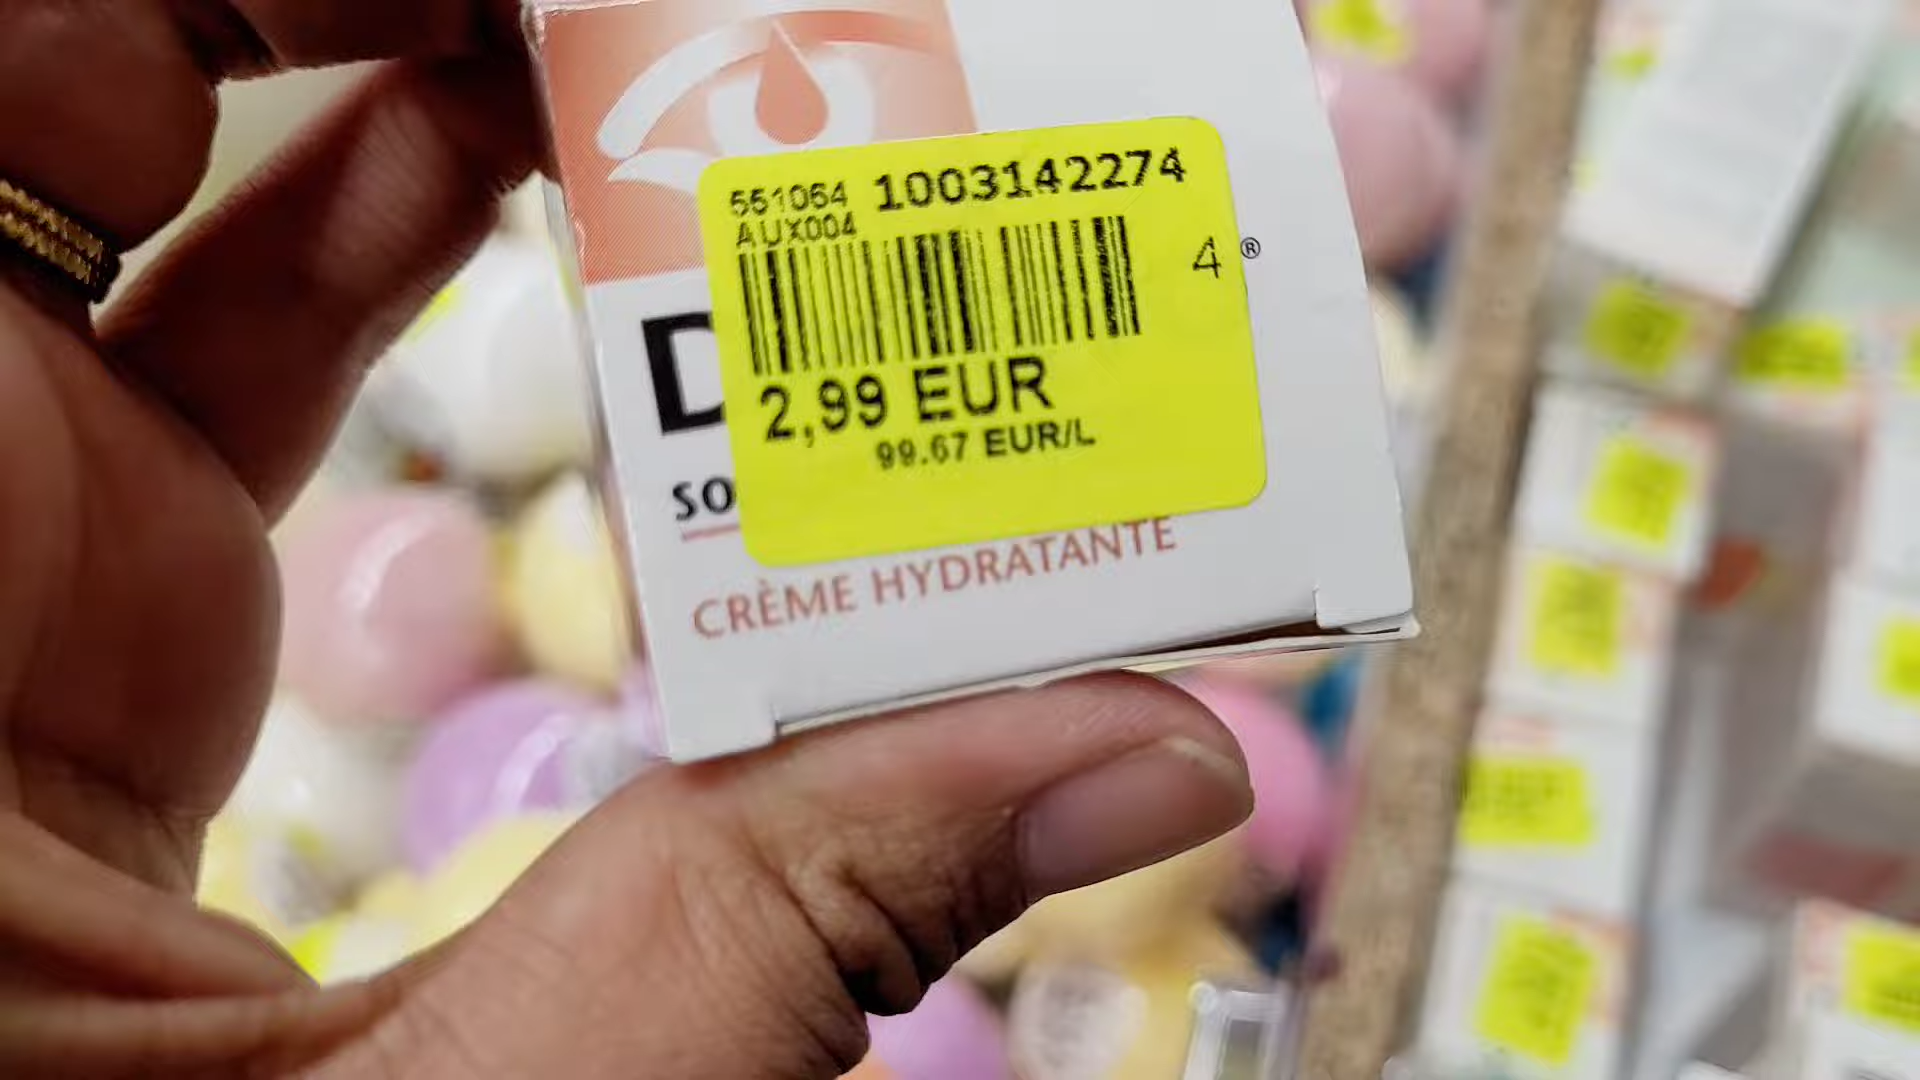 551064 1003142274
AUX004
4 ®
D
2,99 EUR
99.67 EUR/L
SO
CRÈME HYDRATANTE